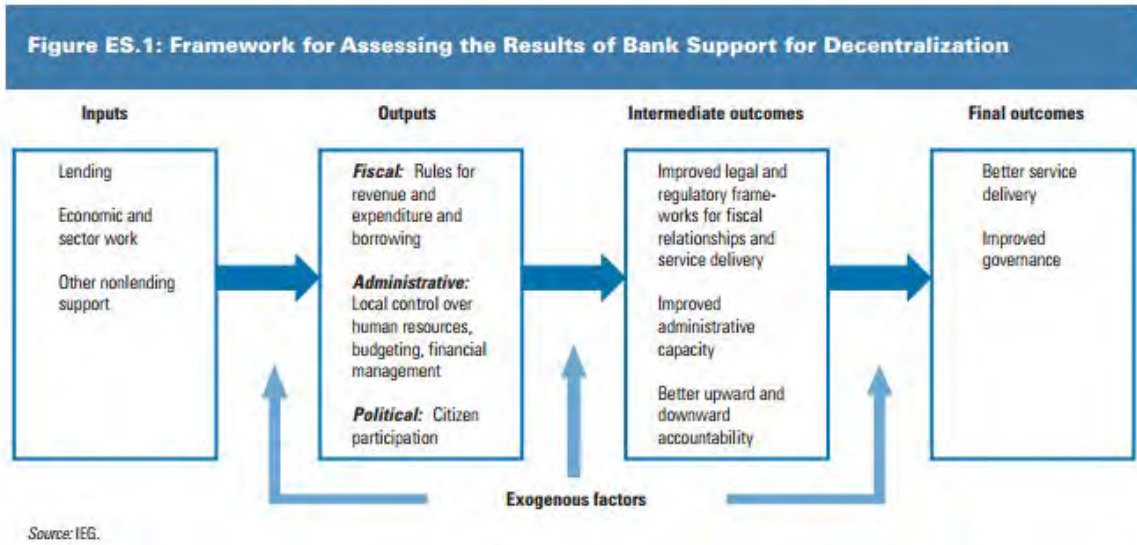 Figure ES.1: Framework for Assessing the Results of Bank Support for Decentralization
Inputs
Lending
Economic and
sector work
Other nonlending
support
Outputs
Fiscal: Rules for
revenue and
expenditure and
borrowing
Administrative:
Local control over
human resources,
budgeting, financial
management
Political: Citizen
participation
Intermediate outcomes
Improved legal and
regulatory frame-
works for fiscal
relationships and
service delivery
Improved
administrative
capacity
Better upward and
downward
accountability
Final outcomes
Better service
delivery
Improved
governance
Exogenous factors
Source: IEG.